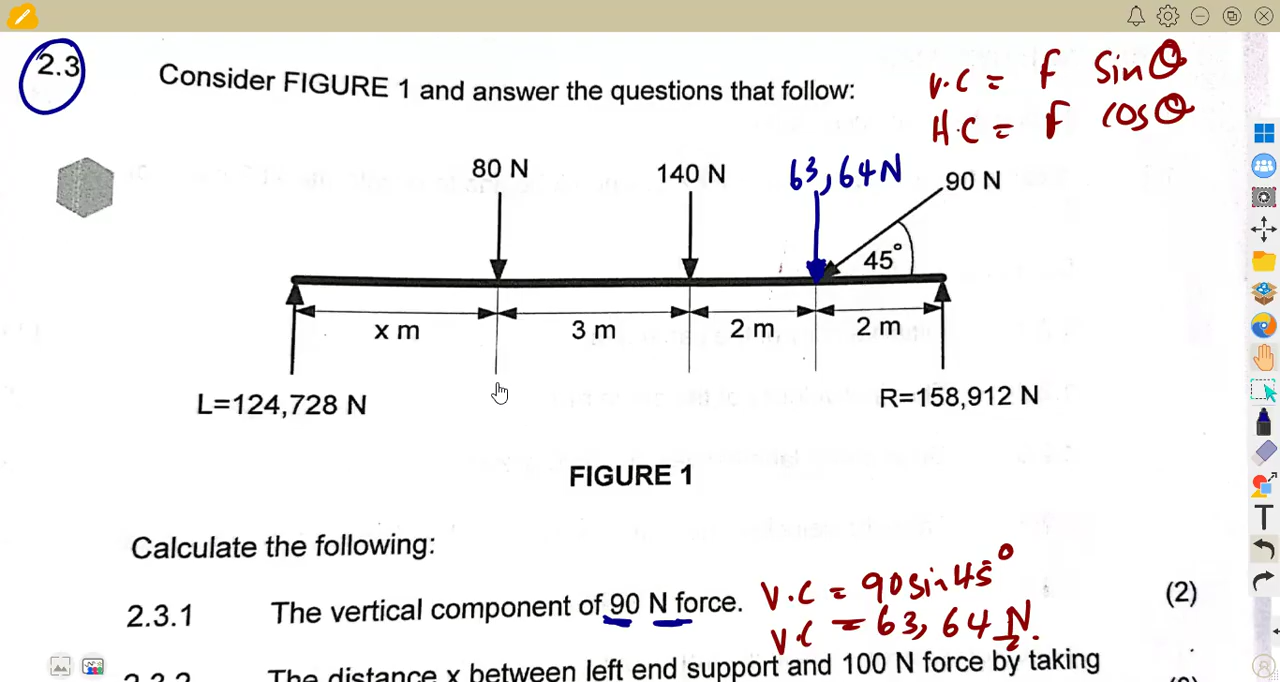 2.3
Consider FIGURE 1 and answer the questions that follow:
V.C = F Sinθ
H.C = F cosθ
80 N
140 N
63,64 N
90 N
45°
x m
3 m
2 m
2 m
L=124,728 N
R=158,912 N
FIGURE 1
Calculate the following:
2.3.1 The vertical component of 90 N force. (2)
V.C = 90sin45°
V.C = 63,64 N
The distance x between left end support and 100 N force by taking
T